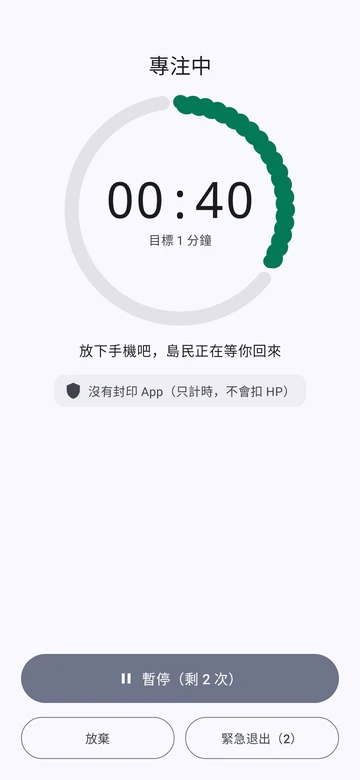 專注中
00:40
目標 1 分鐘
放下手機吧，島民正在等你回來
沒有封印 App（只計時，不會扣 HP）
暫停（剩 2 次）
放棄
緊急退出（2）